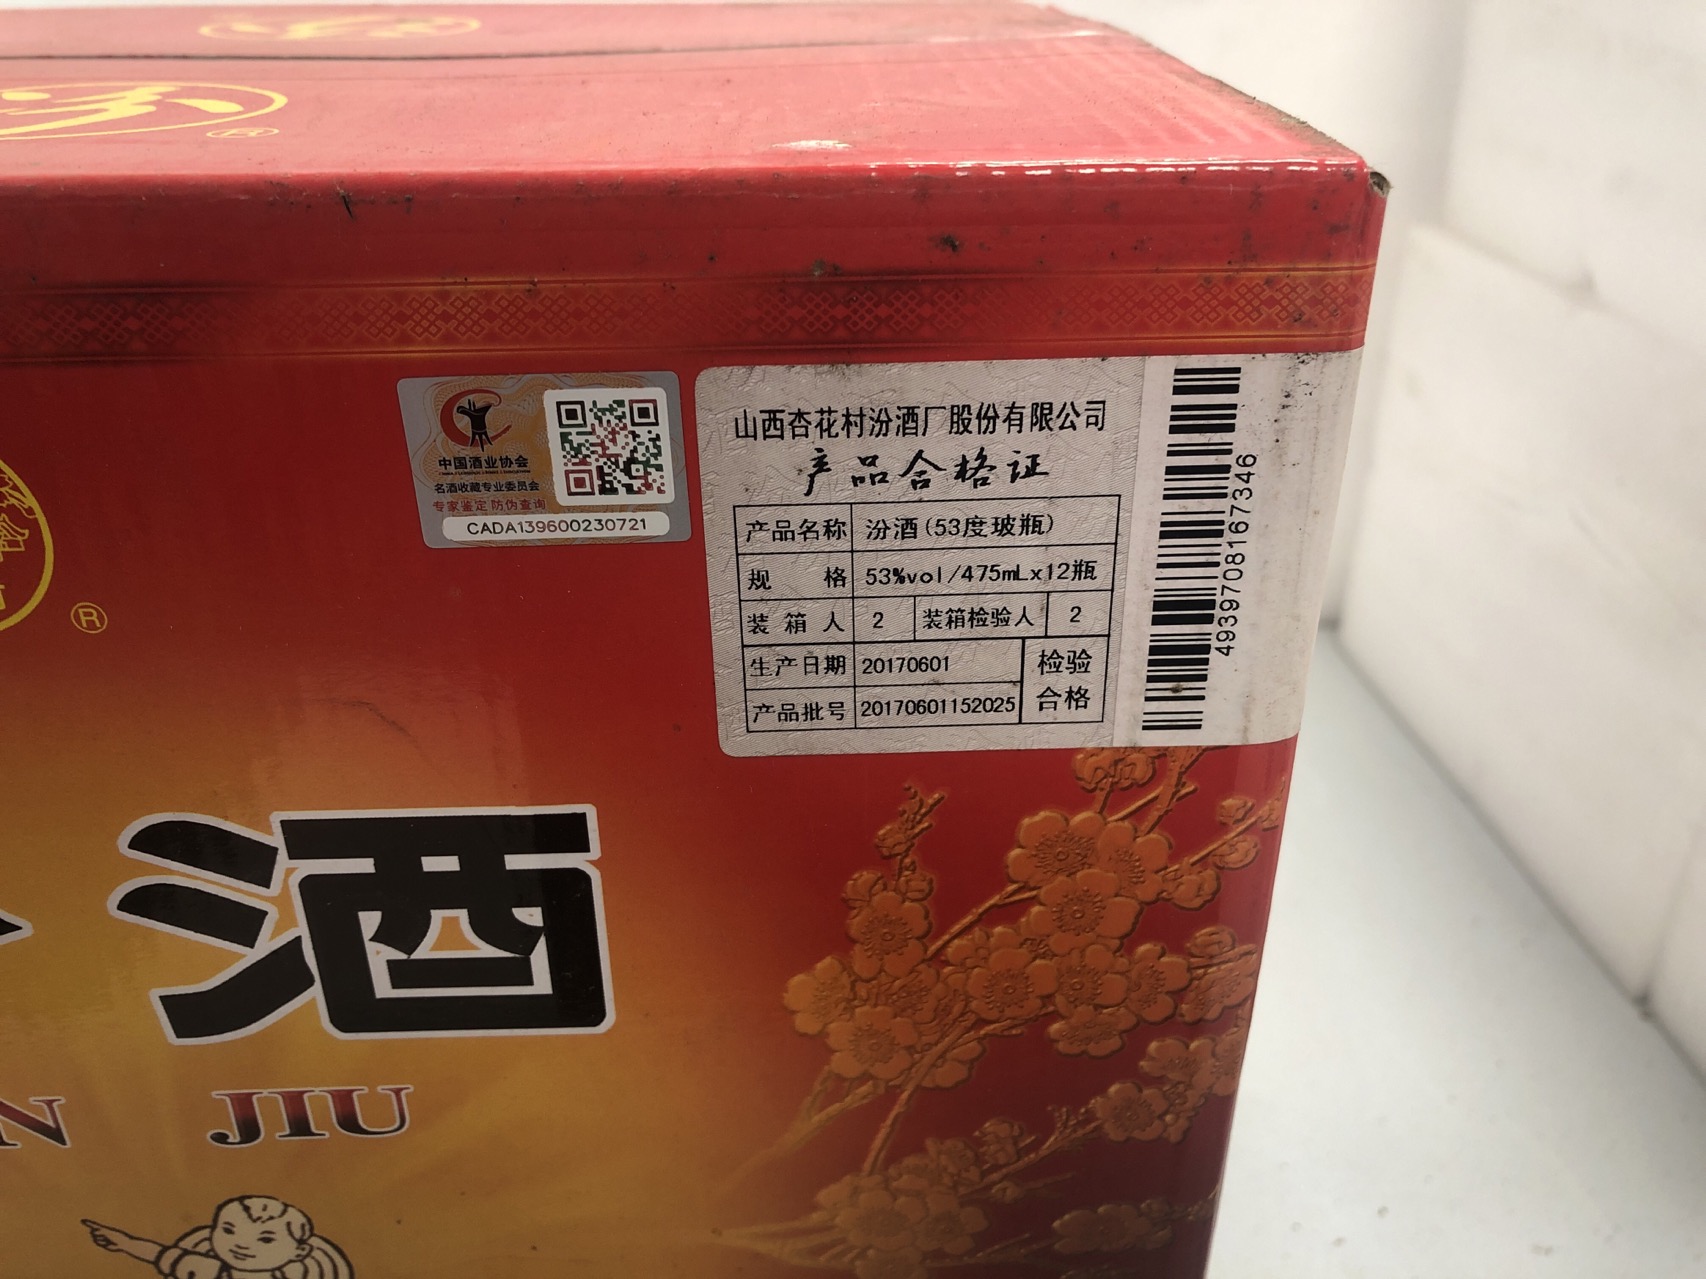 中国酒业协会
名酒收藏专业委员会
专家鉴定 防伪查询
CADA139600230721
山西杏花村汾酒厂股份有限公司
产品合格证
产品名称 汾酒(53度玻瓶)
规 格 53%vol/475mLx12瓶
装箱人 2 装箱检验人 2
生产日期 20170601
产品批号 20170601152025
检验
合格
4939708167346
®
®
酒
N JIU